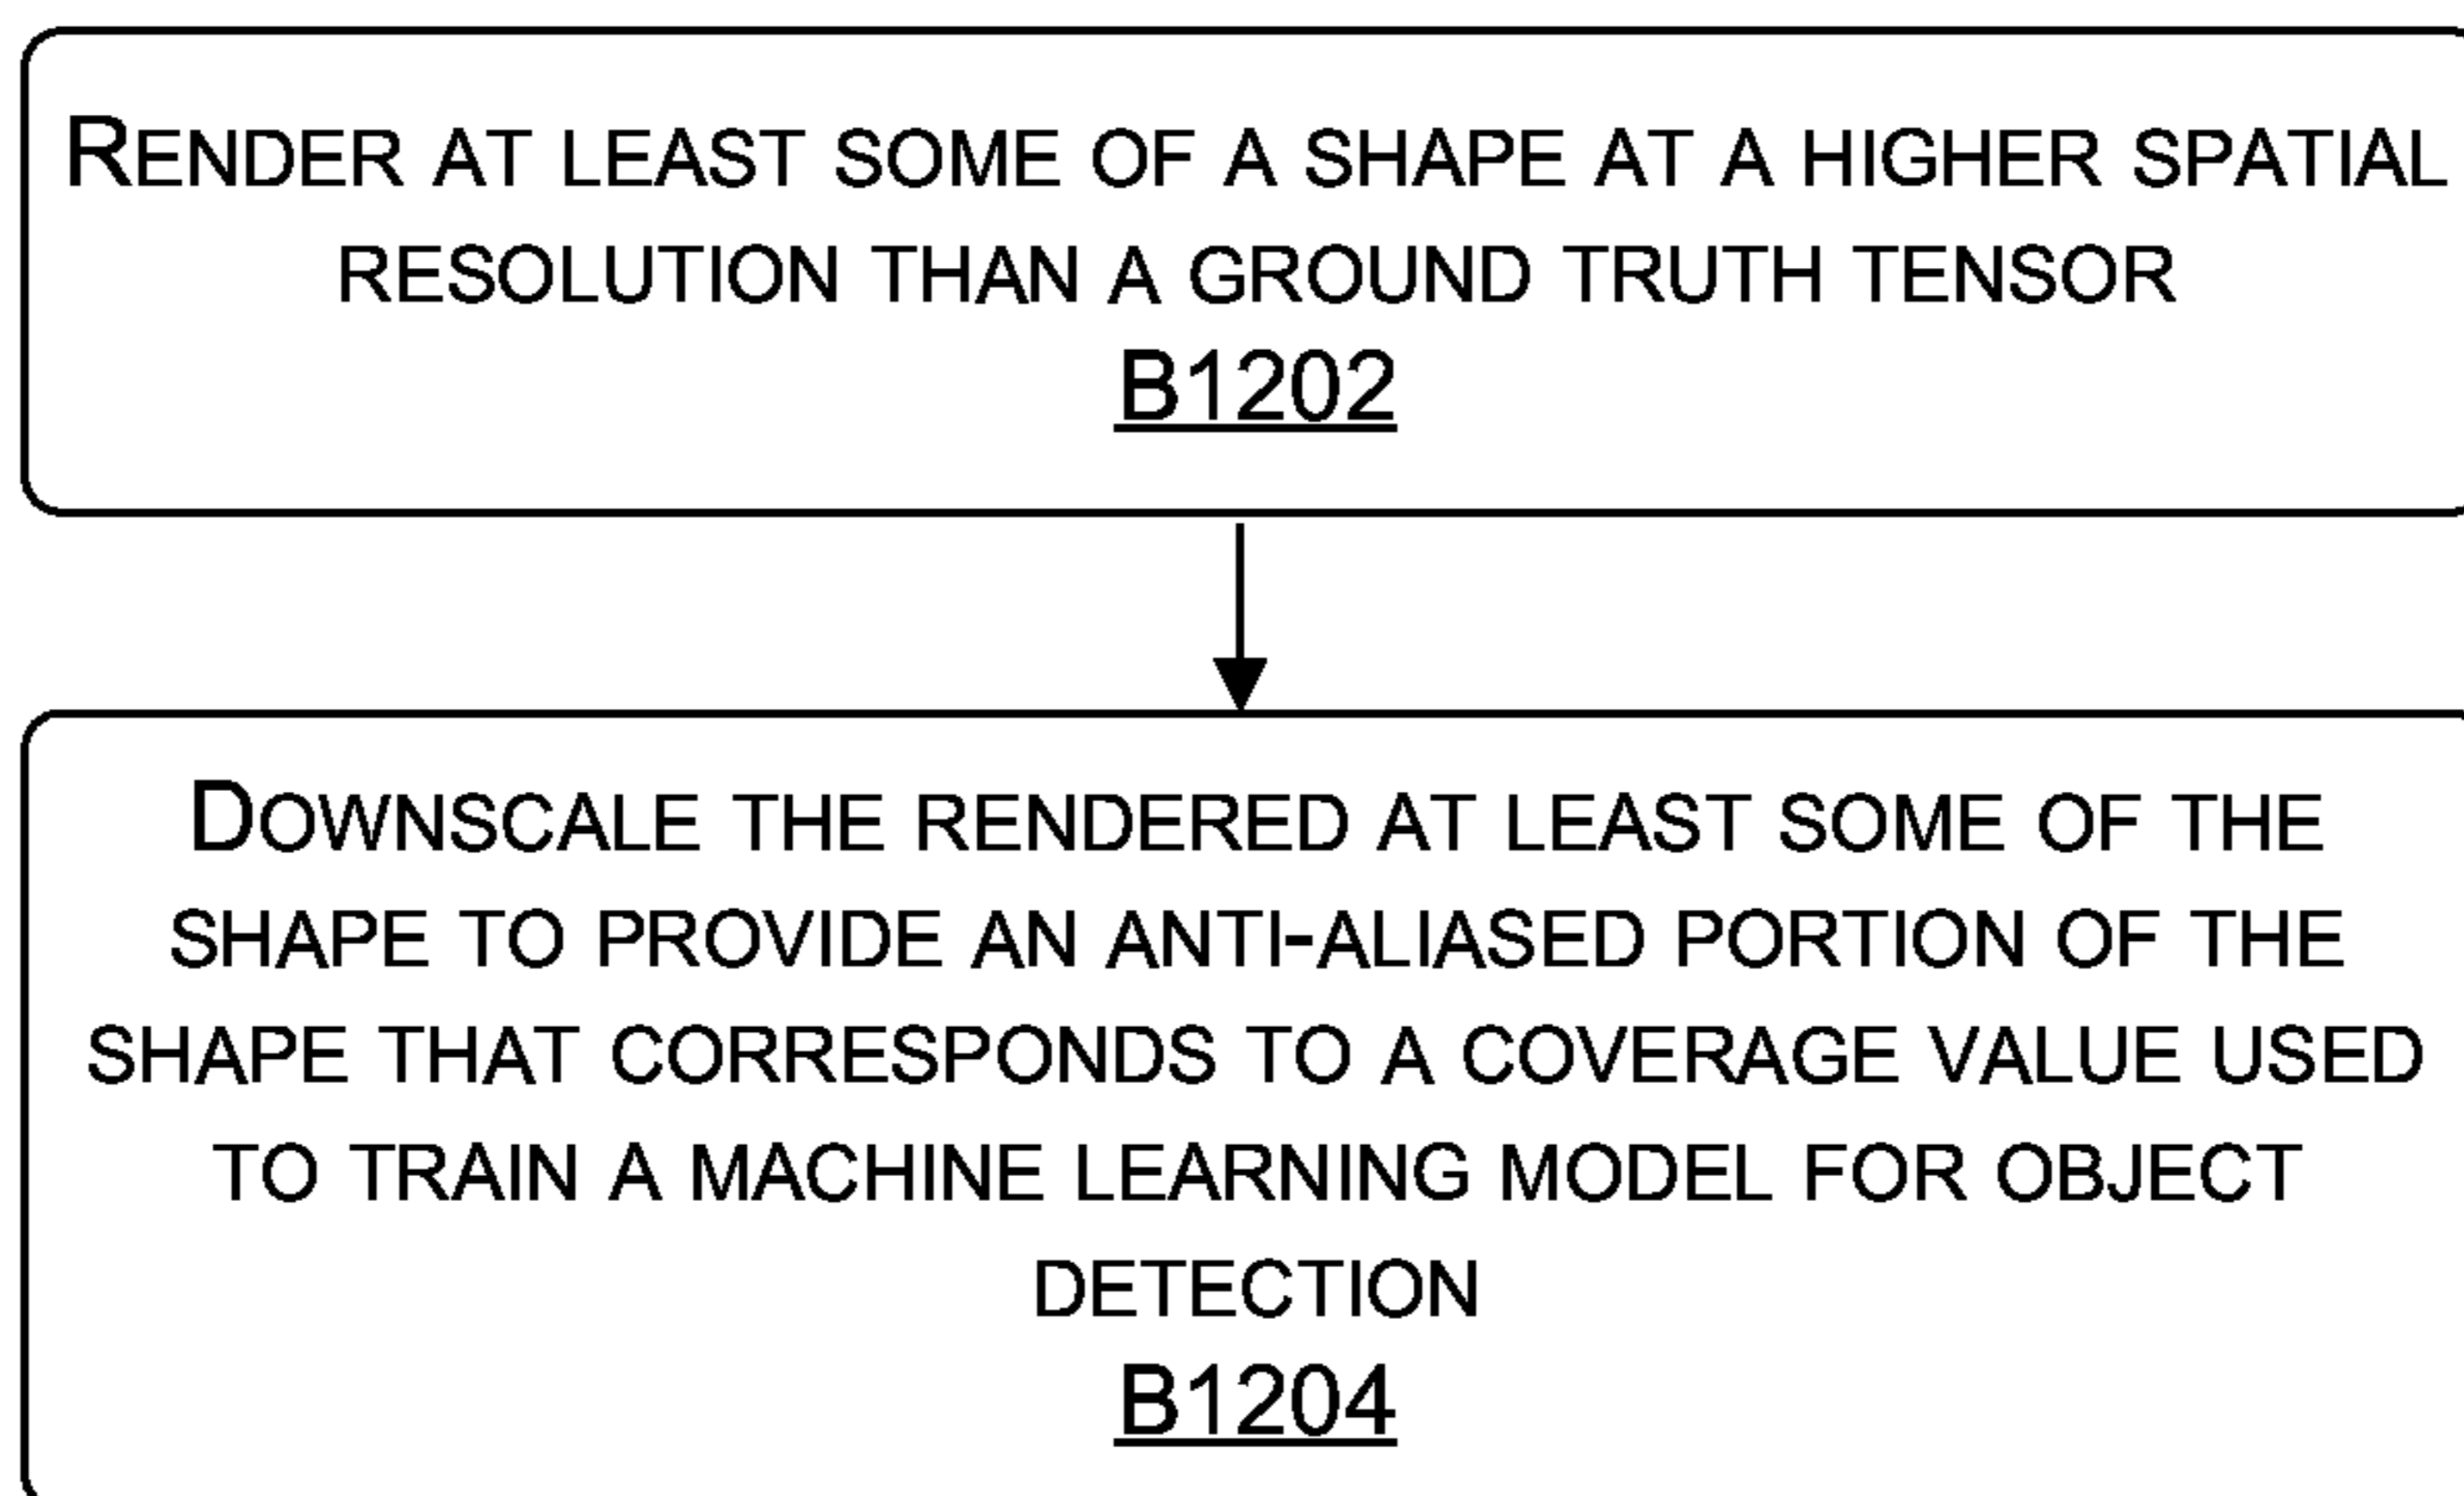 RENDER AT LEAST SOME OF A SHAPE AT A HIGHER SPATIAL
RESOLUTION THAN A GROUND TRUTH TENSOR
B1202
DOWNSCALE THE RENDERED AT LEAST SOME OF THE
SHAPE TO PROVIDE AN ANTI-ALIASED PORTION OF THE
SHAPE THAT CORRESPONDS TO A COVERAGE VALUE USED
TO TRAIN A MACHINE LEARNING MODEL FOR OBJECT
DETECTION
B1204